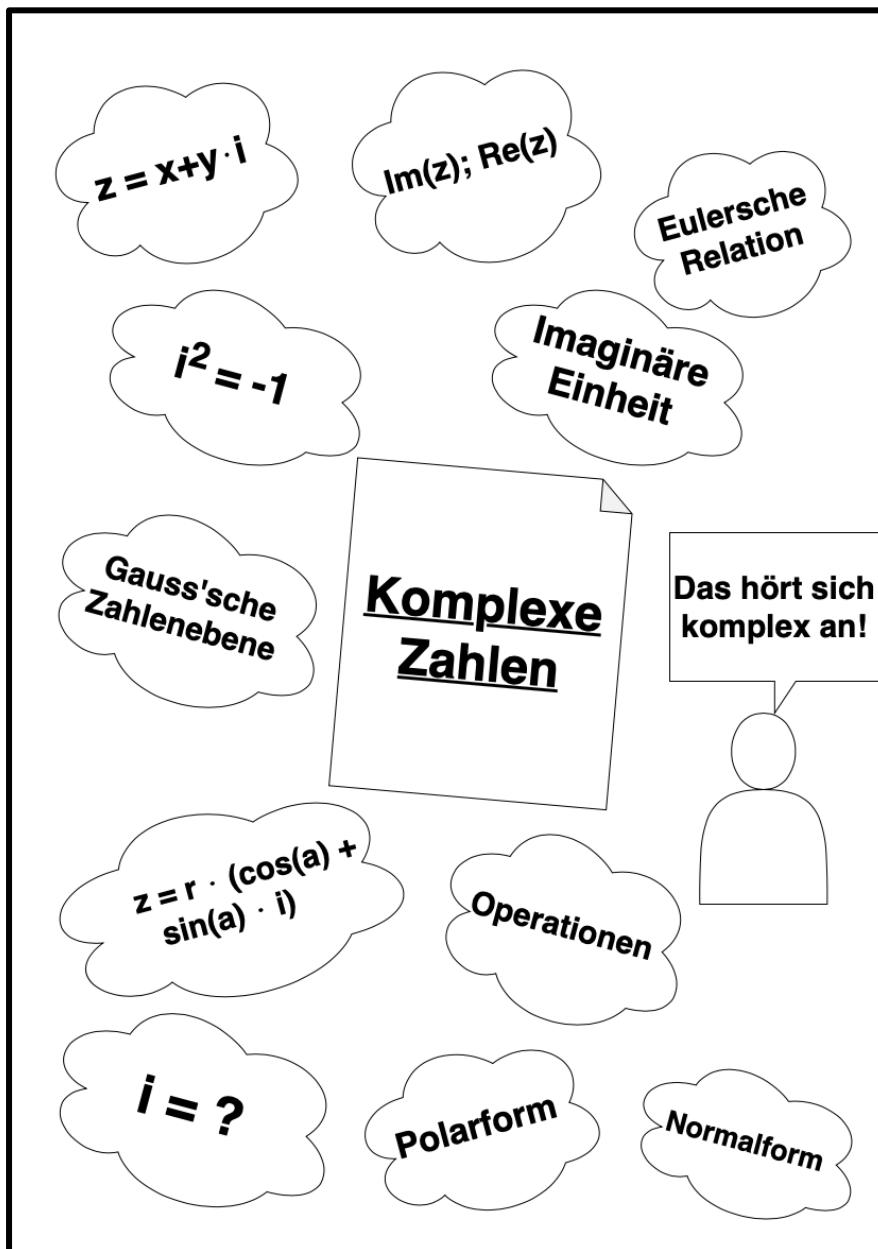 z = x+y · i
Im(z); Re(z)
Eulersche
Relation
i² = -1
Imaginäre
Einheit
Gauss'sche
Zahlenebene
Komplexe
Zahlen
Das hört sich
komplex an!
z = r · (cos(a) +
sin(a) · i)
Operationen
i = ?
Polarform
Normalform